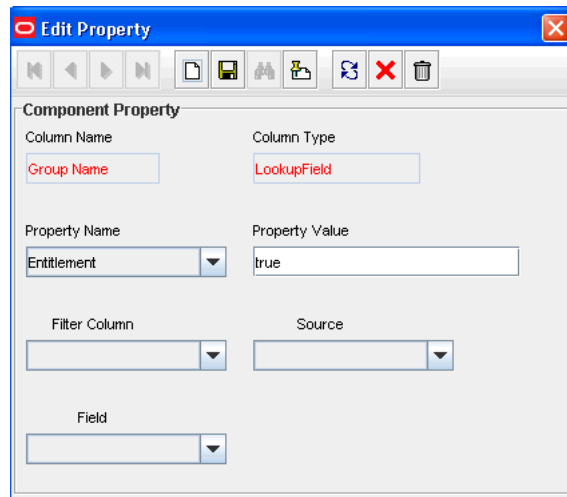 Edit Property
Component Property
Column Name Column Type
Group Name LookupField
Property Name Property Value
Entitlement true
Filter Column Source
Field